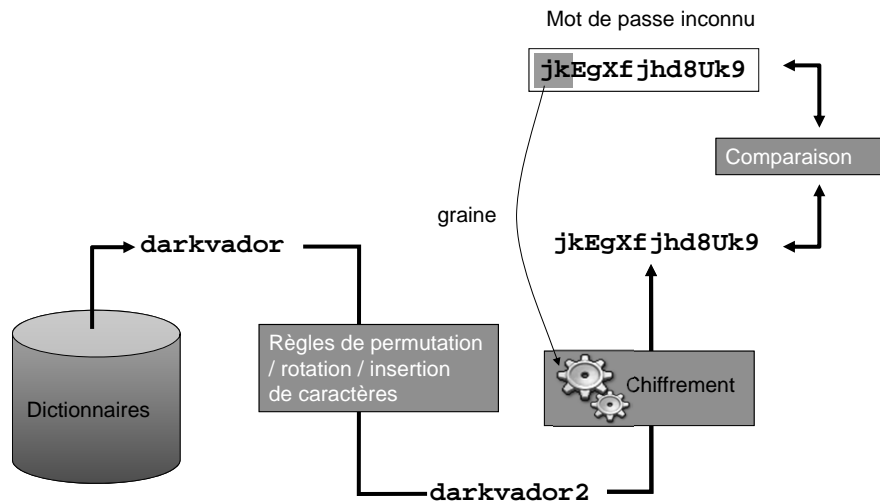 Mot de passe inconnu
jkEgXfjhd8Uk9
Comparaison
graine
darkvador
jkEgXfjhd8Uk9
Règles de permutation
/ rotation / insertion
de caractères
Chiffrement
Dictionnaires
darkvador2